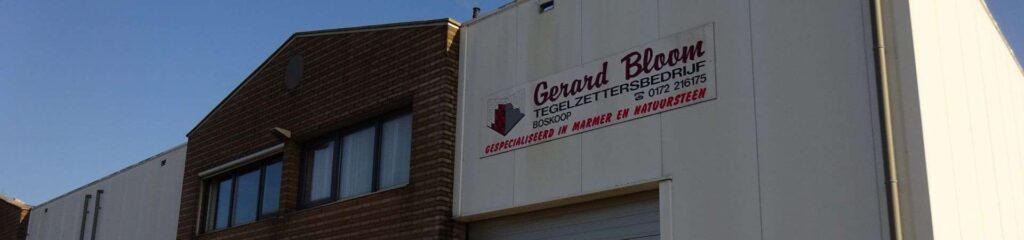 Gerard Bloom
TEGELZETTERSBEDRIJF
BOSKOOP ☎ 0172 216175
GESPECIALISEERD IN MARMER EN NATUURSTEEN